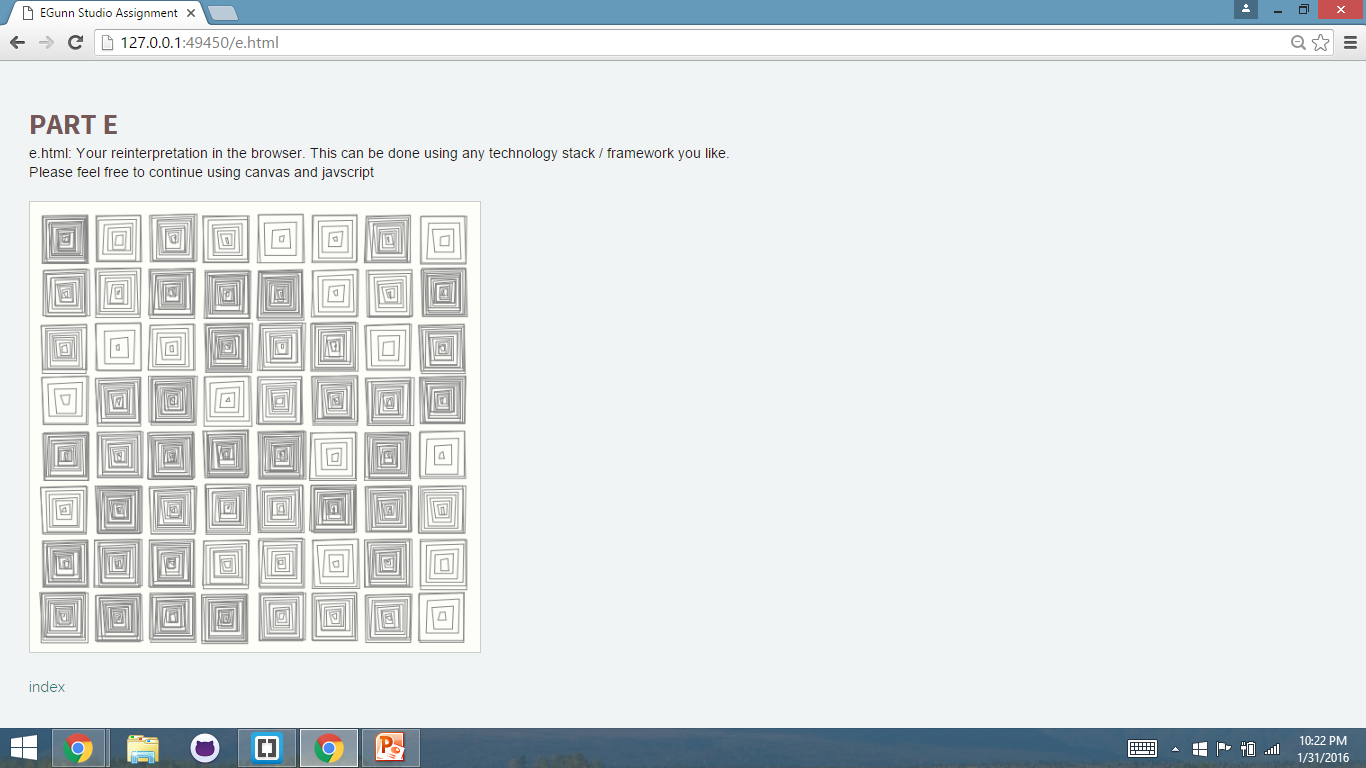 EGunn Studio Assignment
127.0.0.1:49450/e.html
PART E
e.html: Your reinterpretation in the browser. This can be done using any technology stack / framework you like.
Please feel free to continue using canvas and javscript
index
10:22 PM
1/31/2016